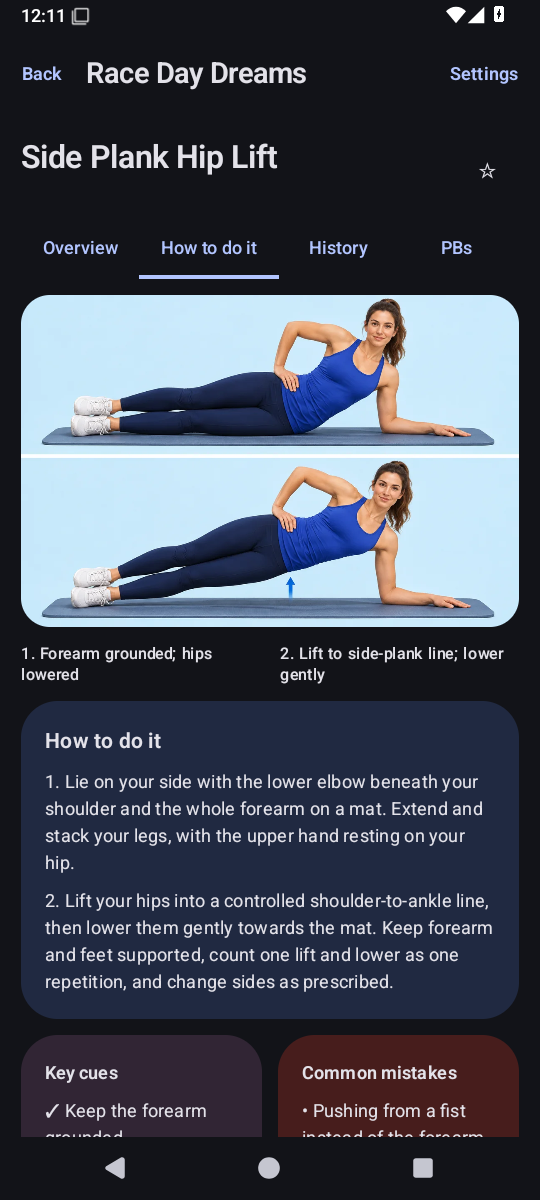 12:11
Back Race Day Dreams Settings
Side Plank Hip Lift
☆
Overview How to do it History PBs
1. Forearm grounded; hips lowered
2. Lift to side-plank line; lower gently
How to do it
1. Lie on your side with the lower elbow beneath your
shoulder and the whole forearm on a mat. Extend and
stack your legs, with the upper hand resting on your
hip.
2. Lift your hips into a controlled shoulder-to-ankle line,
then lower them gently towards the mat. Keep forearm
and feet supported, count one lift and lower as one
repetition, and change sides as prescribed.
Key cues
✓ Keep the forearm
grounded
Common mistakes
• Pushing from a fist
instead of the forearm